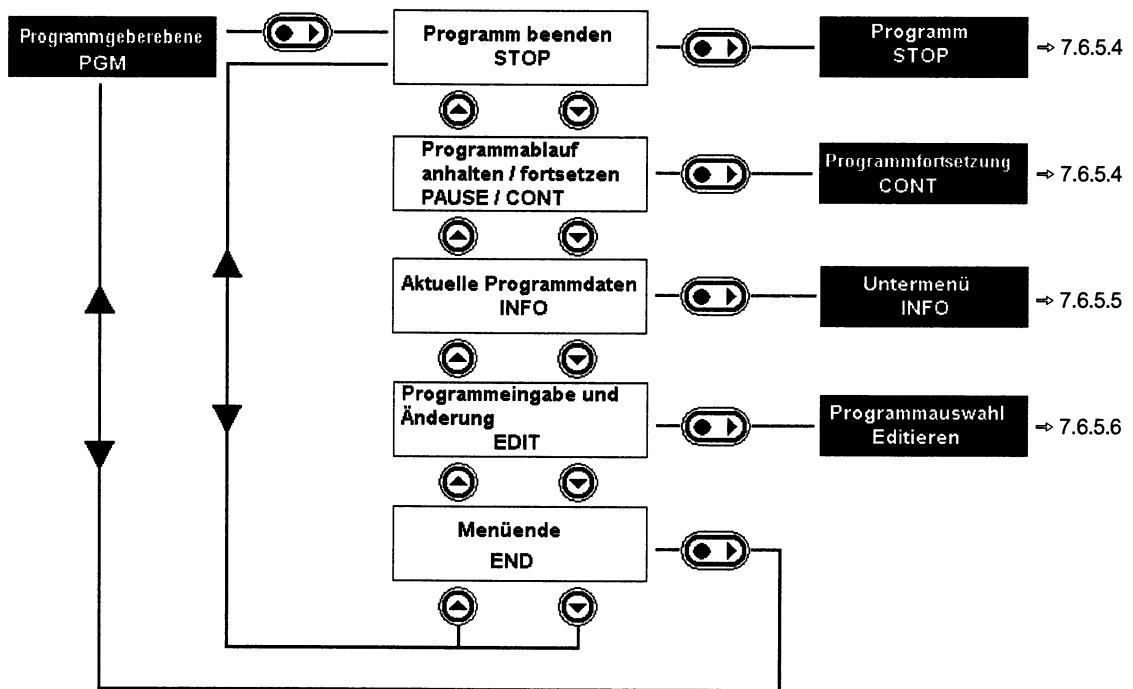 Programmgeberebene
PGM
Programm beenden
STOP
Programm
STOP
⇨ 7.6.5.4
Programmablauf
anhalten / fortsetzen
PAUSE / CONT
Programmfortsetzung
CONT
⇨ 7.6.5.4
Aktuelle Programmdaten
INFO
Untermenü
INFO
⇨ 7.6.5.5
Programmeingabe und
Änderung
EDIT
Programmauswahl
Editieren
⇨ 7.6.5.6
Menüende
END